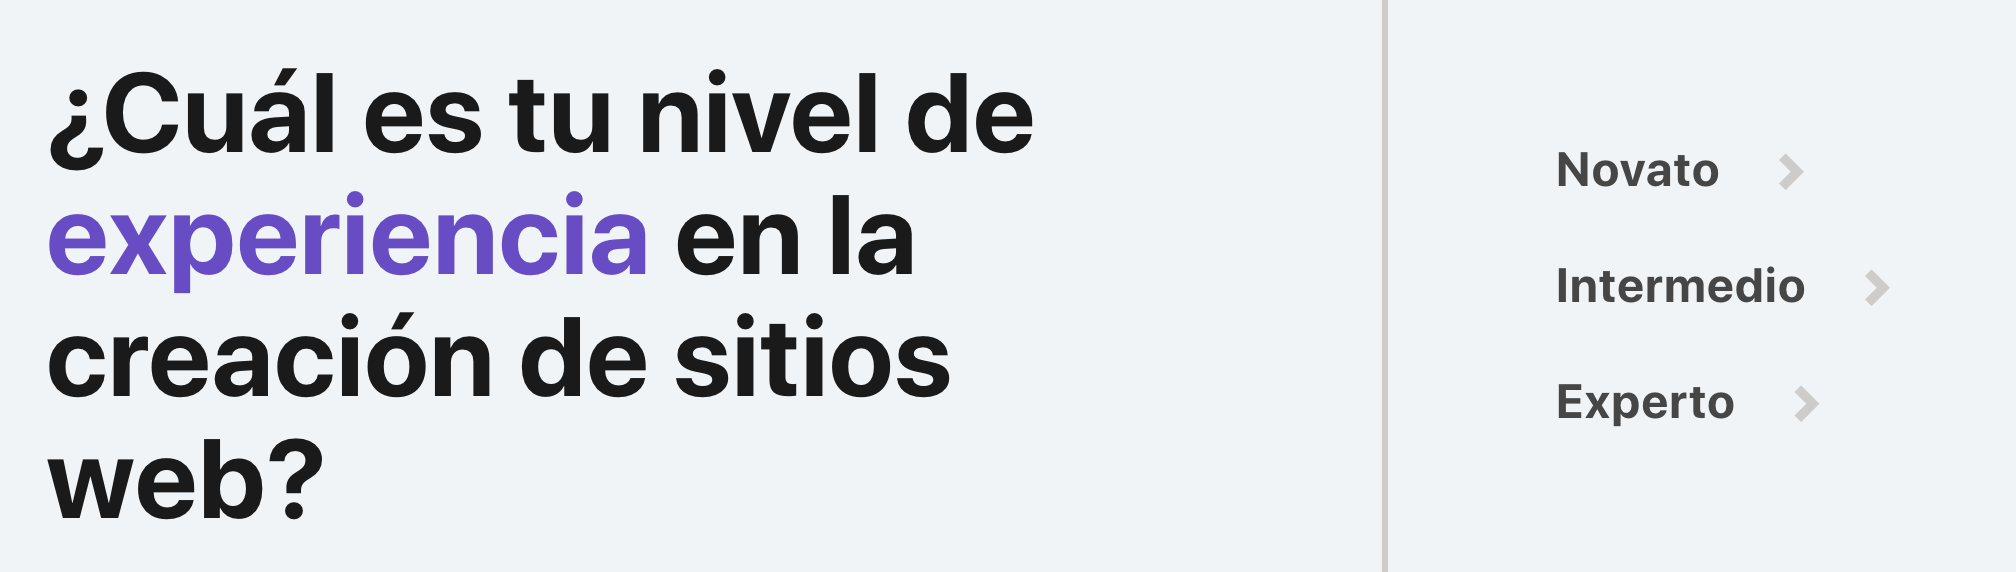 ¿Cuál es tu nivel de
experiencia en la
creación de sitios
web?
Novato
Intermedio
Experto